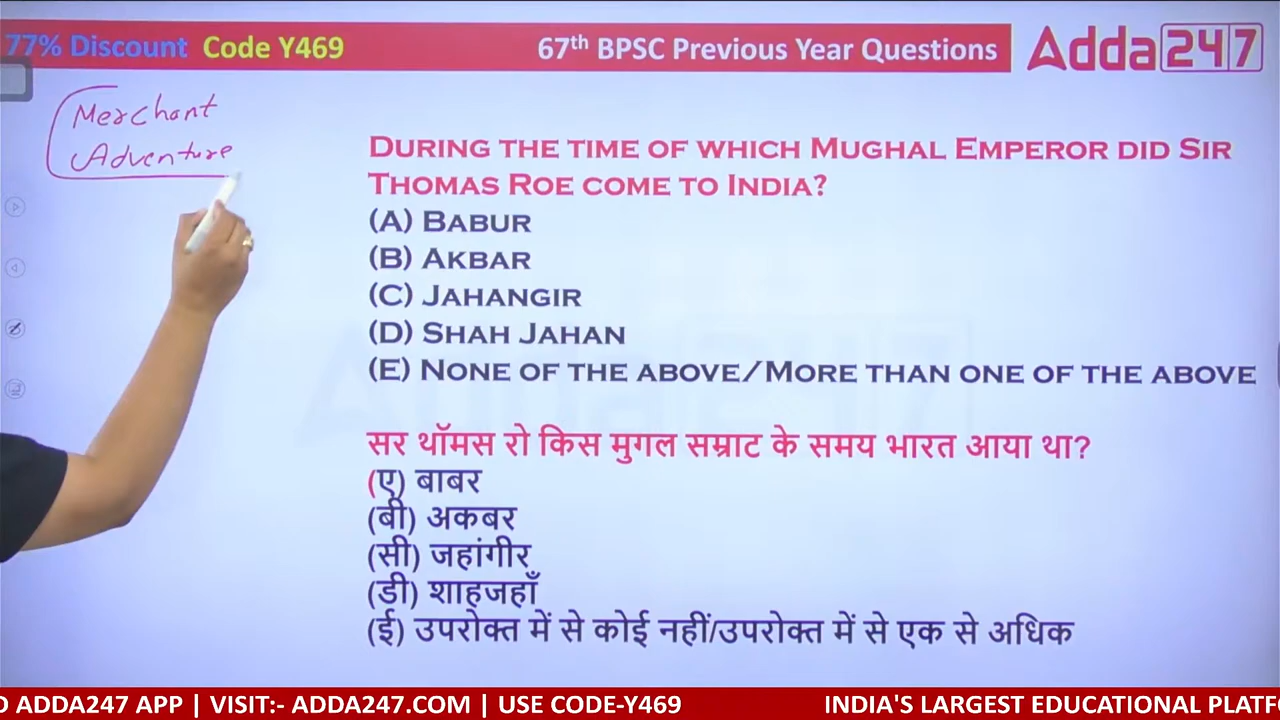 77% Discount Code Y469
67th BPSC Previous Year Questions
Adda247
Merchant
Adventure
DURING THE TIME OF WHICH MUGHAL EMPEROR DID SIR
THOMAS ROE COME TO INDIA?
(A) BABUR
(B) AKBAR
(C) JAHANGIR
(D) SHAH JAHAN
(E) NONE OF THE ABOVE/MORE THAN ONE OF THE ABOVE
सर थॉमस रो किस मुगल सम्राट के समय भारत आया था?
(ए) बाबर
(बी) अकबर
(सी) जहांगीर
(डी) शाहजहाँ
(ई) उपरोक्त में से कोई नहीं/उपरोक्त में से एक से अधिक
ADDA247 APP | VISIT:- ADDA247.COM | USE CODE-Y469
INDIA'S LARGEST EDUCATIONAL